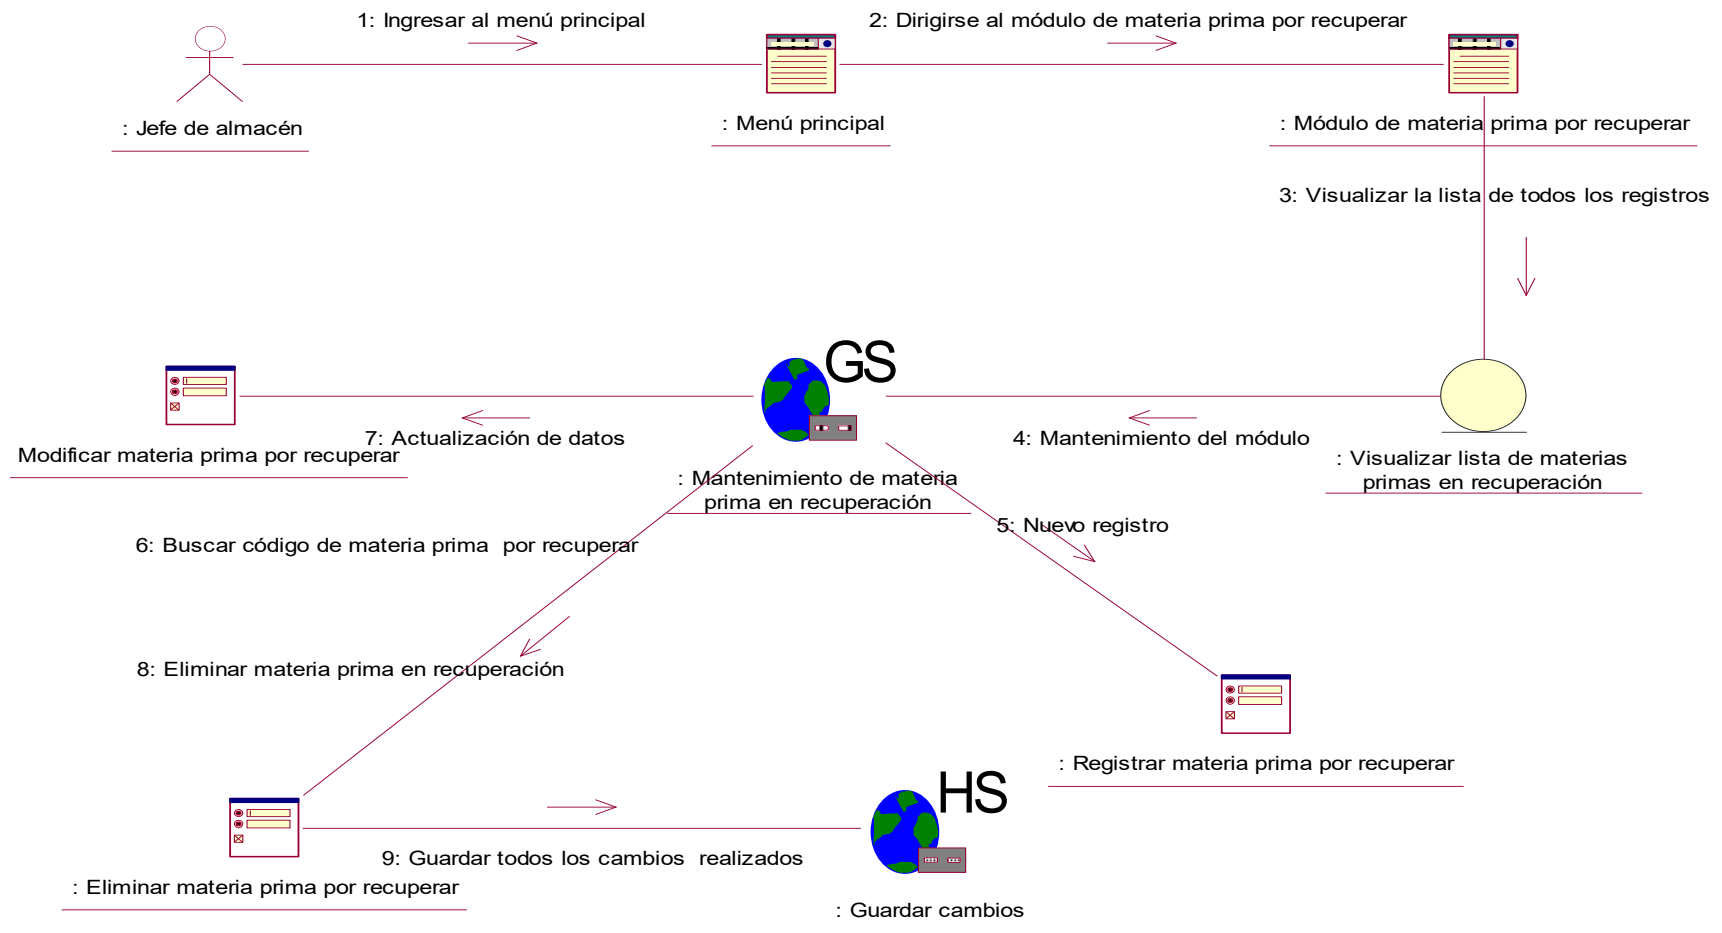 1: Ingresar al menú principal
2: Dirigirse al módulo de materia prima por recuperar
: Jefe de almacén
: Menú principal
: Módulo de materia prima por recuperar
3: Visualizar la lista de todos los registros
GS
7: Actualización de datos
4: Mantenimiento del módulo
Modificar materia prima por recuperar
: Visualizar lista de materias
primas en recuperación
: Mantenimiento de materia
prima en recuperación
5: Nuevo registro
6: Buscar código de materia prima  por recuperar
8: Eliminar materia prima en recuperación
: Registrar materia prima por recuperar
HS
9: Guardar todos los cambios  realizados
: Eliminar materia prima por recuperar
: Guardar cambios